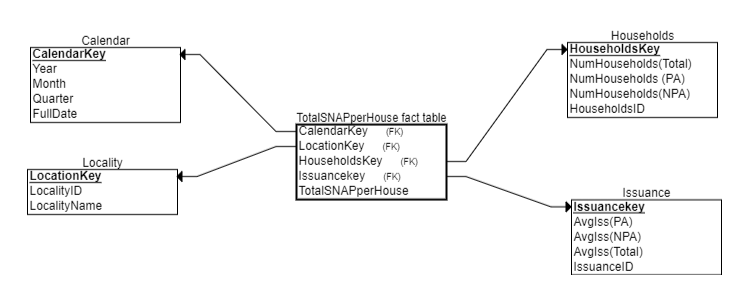 Calendar
CalendarKey
Year
Month
Quarter
FullDate
Locality
LocationKey
LocalityID
LocalityName
TotalSNAPperHouse fact table
CalendarKey (FK)
LocationKey (FK)
HouseholdsKey (FK)
Issuancekey (FK)
TotalSNAPperHouse
Households
HouseholdsKey
NumHouseholds(Total)
NumHouseholds (PA)
NumHouseholds(NPA)
HouseholdsID
Issuance
Issuancekey
AvgIss(PA)
AvgIss(NPA)
AvgIss(Total)
IssuanceID